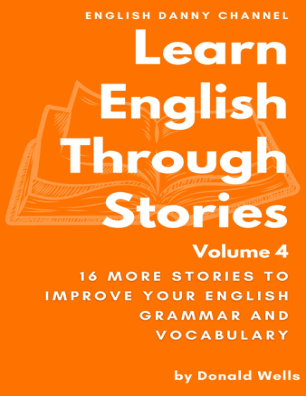 ENGLISH DANNY CHANNEL
Learn
English
Through
Stories
Volume 4
16 MORE STORIES TO
IMPROVE YOUR ENGLISH
GRAMMAR AND
VOCABULARY
by Donald Wells